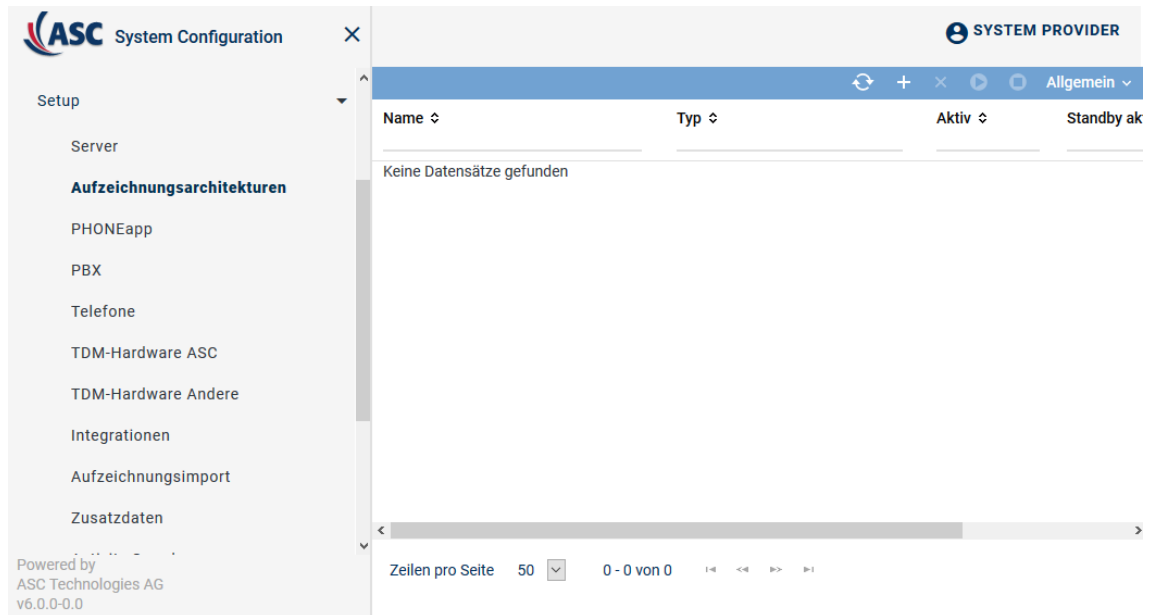 ASC System Configuration
SYSTEM PROVIDER
Allgemein
Setup
Server
Aufzeichnungsarchitekturen
PHONEapp
PBX
Telefone
TDM-Hardware ASC
TDM-Hardware Andere
Integrationen
Aufzeichnungsimport
Zusatzdaten
Powered by
ASC Technologies AG
v6.0.0-0.0
Name Typ Aktiv Standby ak
Keine Datensätze gefunden
Zeilen pro Seite 50 0 - 0 von 0